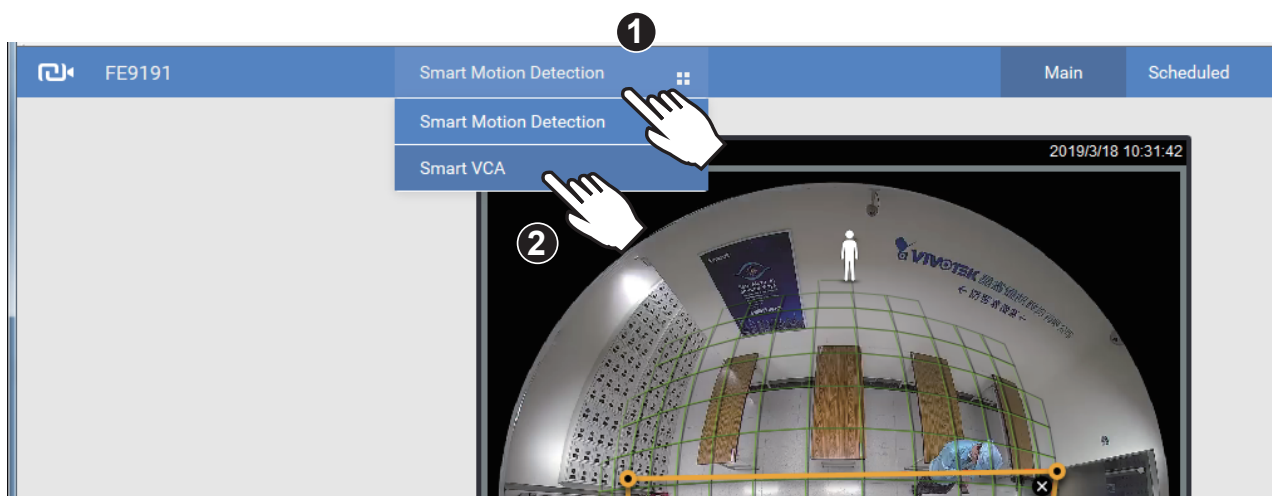 1
FE9191
Smart Motion Detection
Main
Scheduled
Smart Motion Detection
Smart VCA
2019/3/18 10:31:42
2
VIVOTEK